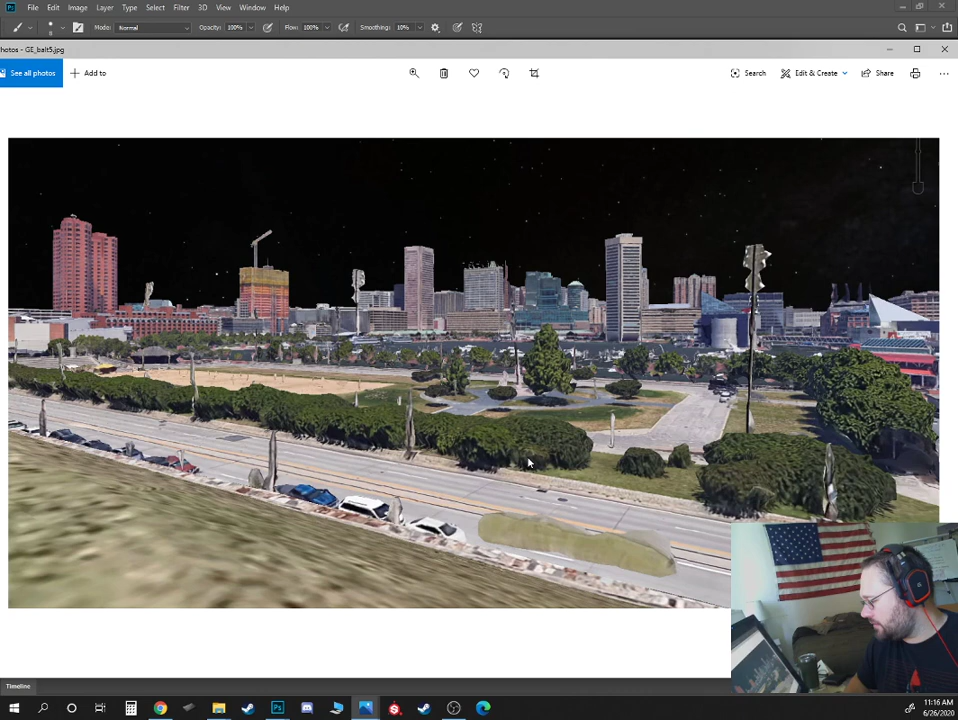 File Edit Image Layer Type Select Filter 3D View Window Help
Mode: Normal Opacity: 100% Flow: 100% Smoothing: 10%
hotos - GE_balt5.jpg
See all photos Add to Search Edit & Create Share
Timeline
11:16 AM
6/26/2020